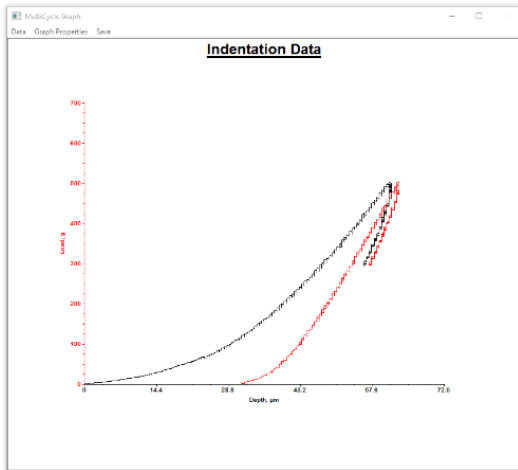 MultiCycle Graph
Data Graph Properties Save
Indentation Data
700
600
500
400
300
200
100
0
Load, g
0 14.4 28.8 43.2 57.6 72.0
Depth, µm